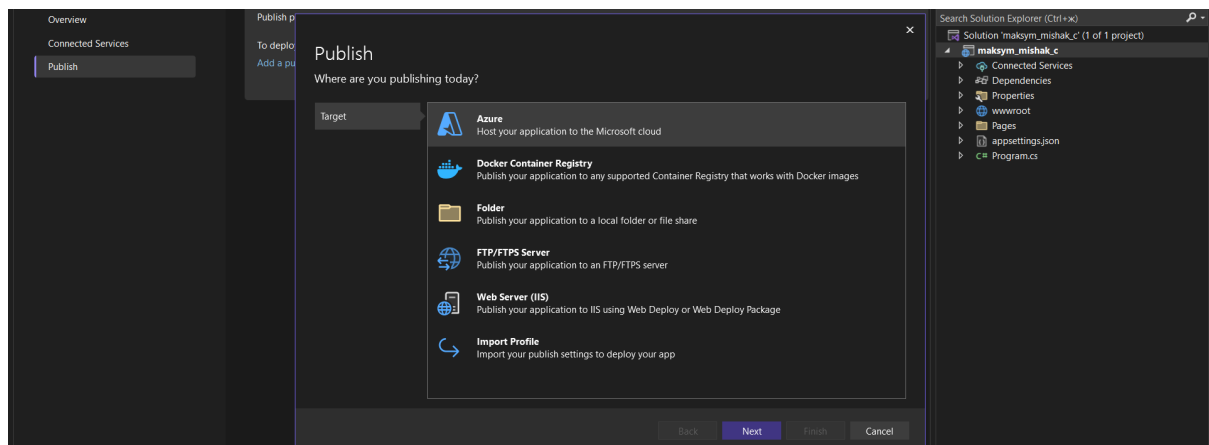 Overview
Connected Services
Publish
Publish p
To deplo
Add a pu
Publish
Where are you publishing today?
Target
Azure
Host your application to the Microsoft cloud
Docker Container Registry
Publish your application to any supported Container Registry that works with Docker images
Folder
Publish your application to a local folder or file share
FTP/FTPS Server
Publish your application to an FTP/FTPS server
Web Server (IIS)
Publish your application to IIS using Web Deploy or Web Deploy Package
Import Profile
Import your publish settings to deploy your app
Back
Next
Finish
Cancel
Search Solution Explorer (Ctrl+ж)
Solution 'maksym_mishak_c' (1 of 1 project)
maksym_mishak_c
Connected Services
Dependencies
Properties
wwwroot
Pages
appsettings.json
C# Program.cs